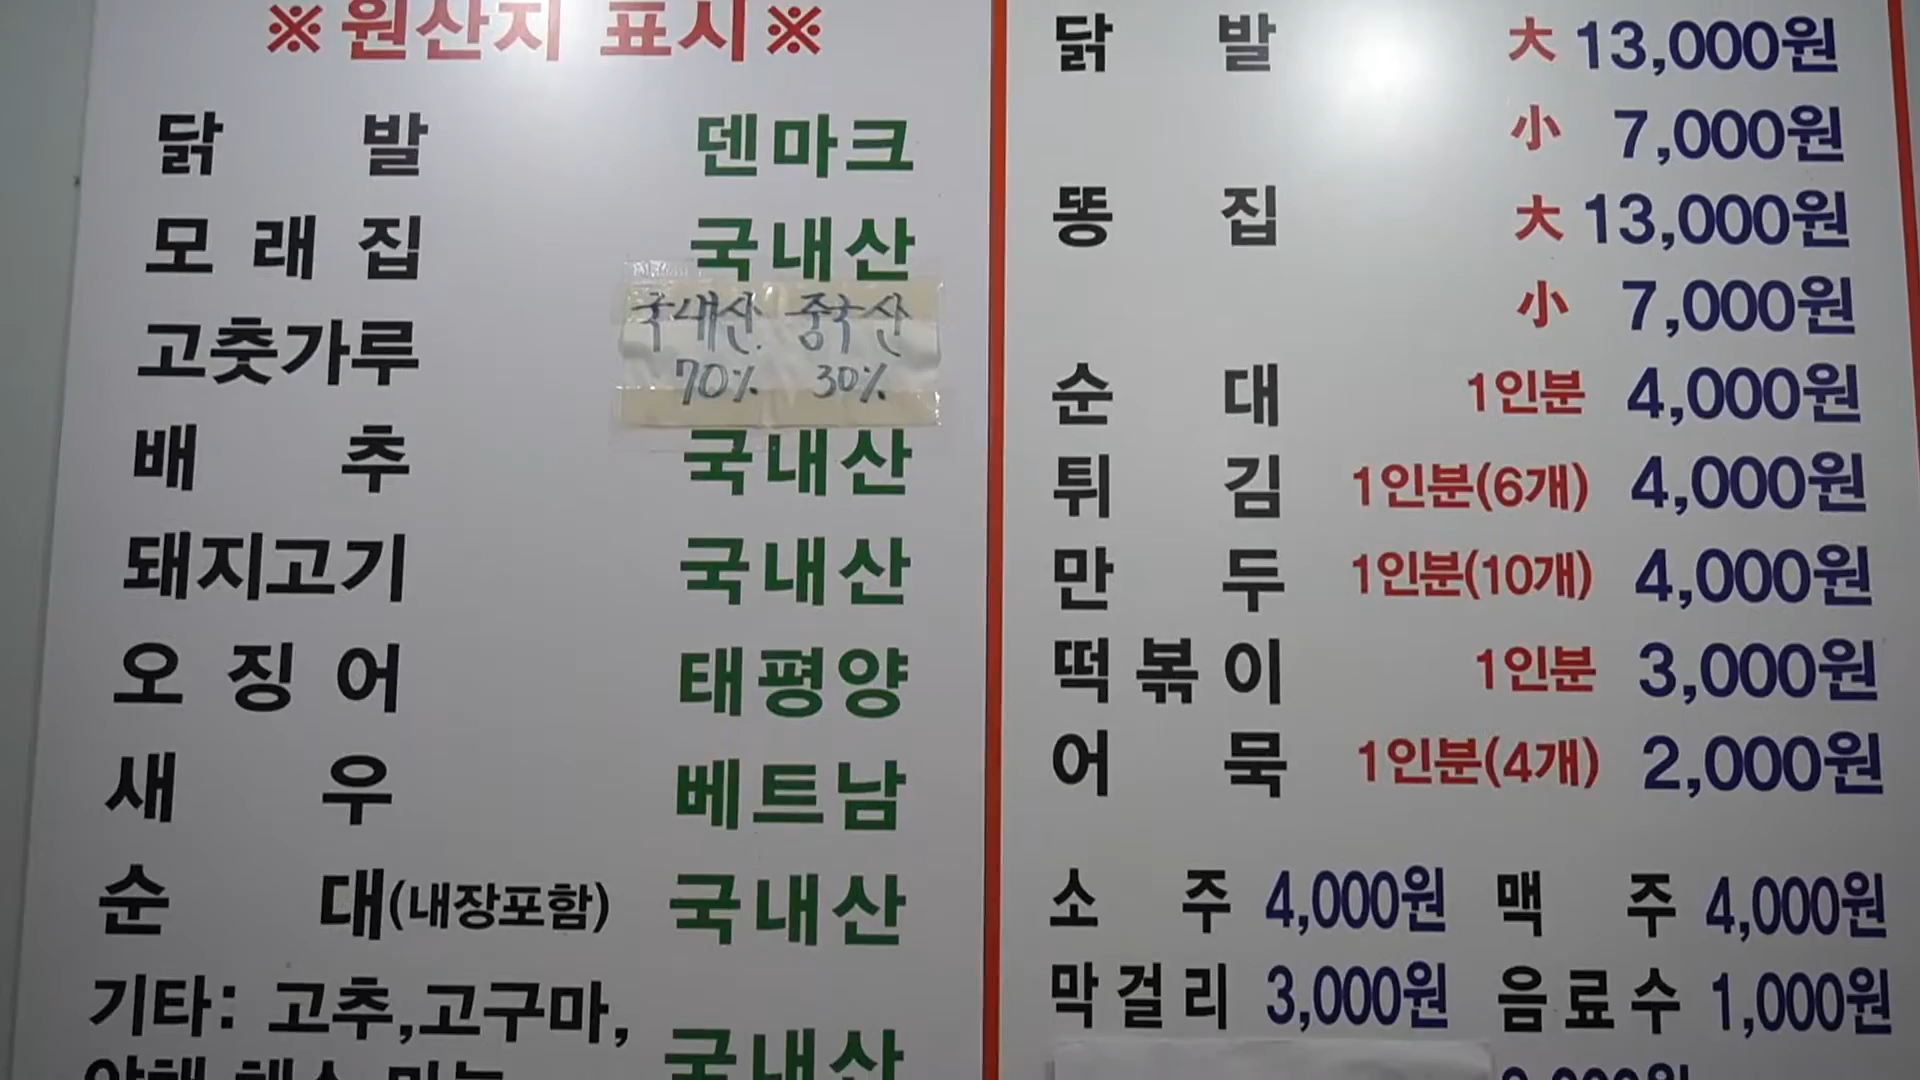 ※원산지 표시※
닭 발 덴마크
모래집 국내산
고춧가루 국내산 중국산
70% 30%
배추 국내산
돼지고기 국내산
오징어 태평양
새우 베트남
순대(내장포함) 국내산
기타: 고추,고구마,
국내산
닭발 大 13,000원
小 7,000원
똥집 大 13,000원
小 7,000원
순대 1인분 4,000원
튀김 1인분(6개) 4,000원
만두 1인분(10개) 4,000원
떡볶이 1인분 3,000원
어묵 1인분(4개) 2,000원
소주 4,000원 맥주 4,000원
막걸리 3,000원 음료수 1,000원